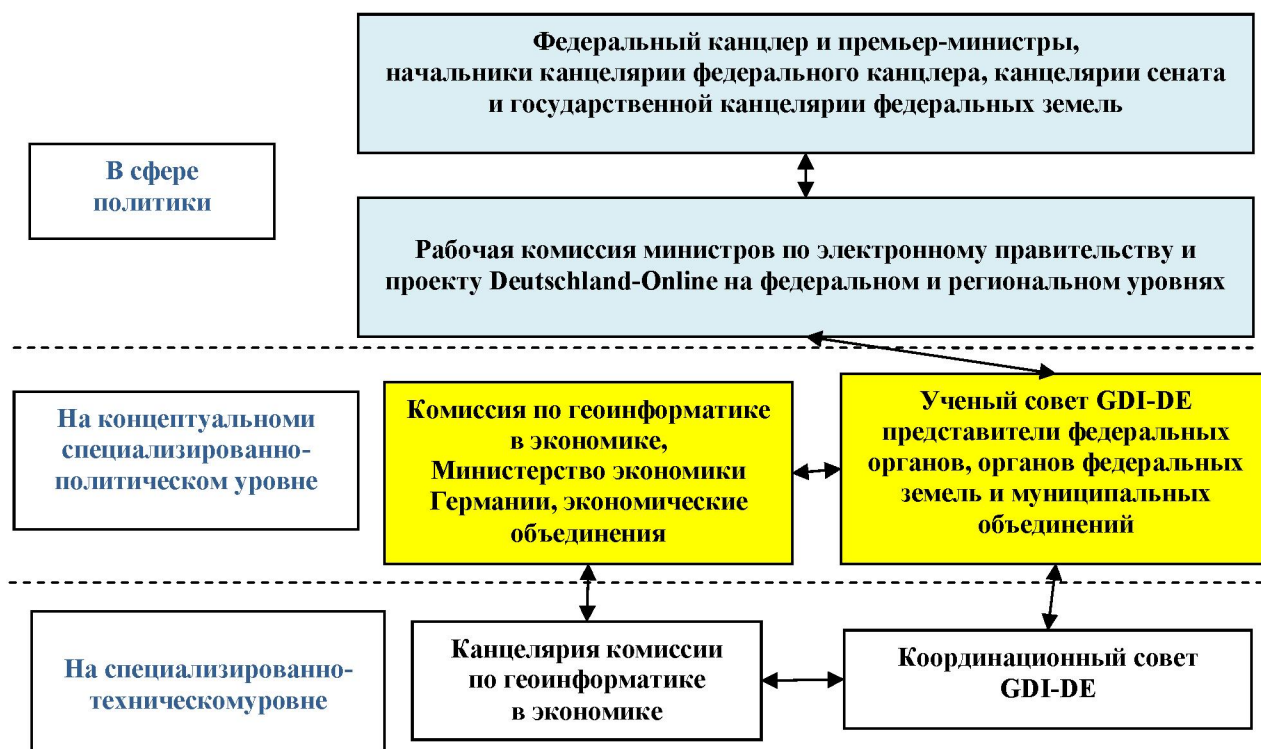 Федеральный канцлер и премьер-министры,
начальники канцелярии федерального канцлера, канцелярии сената
и государственной канцелярии федеральных земель
В сфере
политики
Рабочая комиссия министров по электронному правительству и
проекту Deutschland-Online на федеральном и региональном уровнях
На концептуальноми
специализированно-
политическом уровне
Комиссия по геоинформатике
в экономике,
Министерство экономики
Германии, экономические
объединения
Ученый совет GDI-DE
представители федеральных
органов, органов федеральных
земель и муниципальных
объединений
На специализированно-
техническомуровне
Канцелярия комиссии
по геоинформатике
в экономике
Координационный совет
GDI-DE